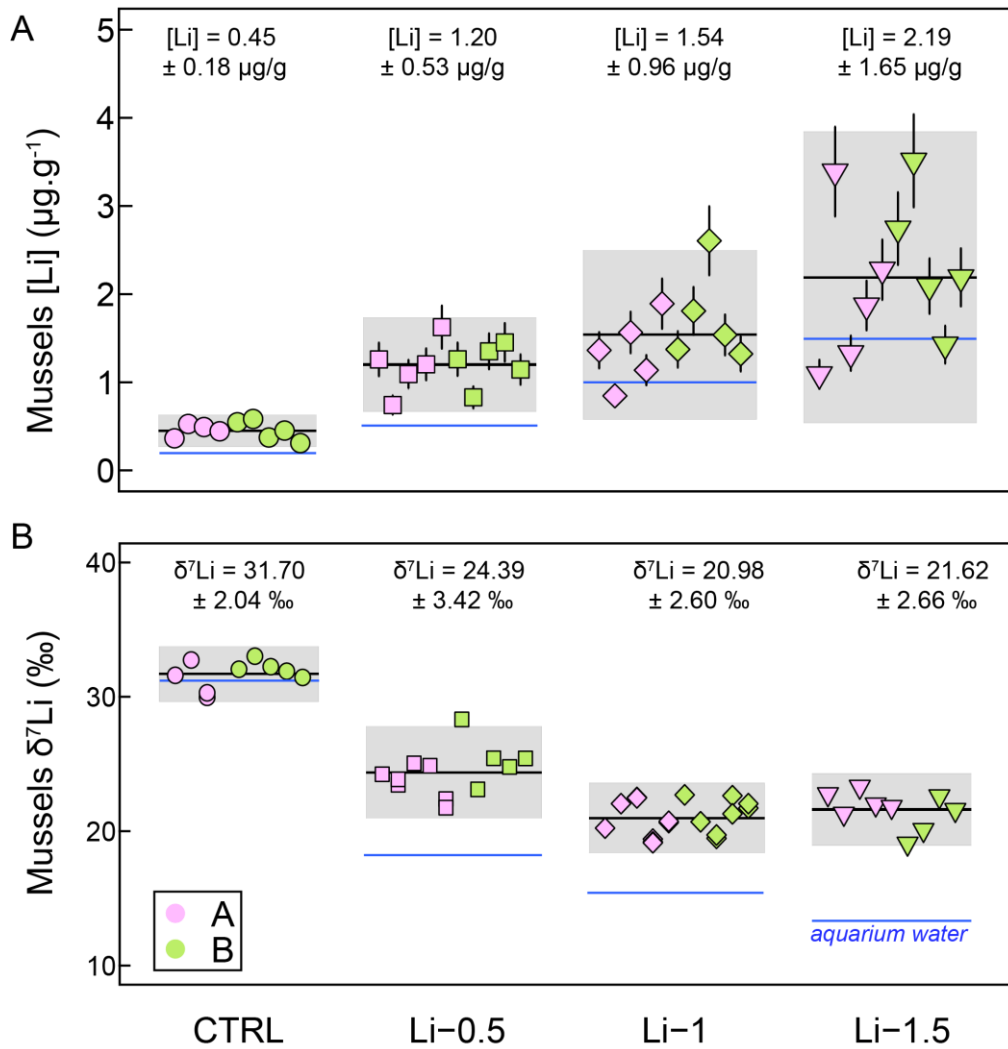 A
Mussels [Li] (µg.g⁻¹)
5
4
3
2
1
0
[Li] = 0.45
± 0.18 µg/g
[Li] = 1.20
± 0.53 µg/g
[Li] = 1.54
± 0.96 µg/g
[Li] = 2.19
± 1.65 µg/g
B
Mussels δ⁷Li (‰)
40
30
20
10
δ⁷Li = 31.70
± 2.04 ‰
δ⁷Li = 24.39
± 3.42 ‰
δ⁷Li = 20.98
± 2.60 ‰
δ⁷Li = 21.62
± 2.66 ‰
A
B
aquarium water
CTRL
Li−0.5
Li−1
Li−1.5